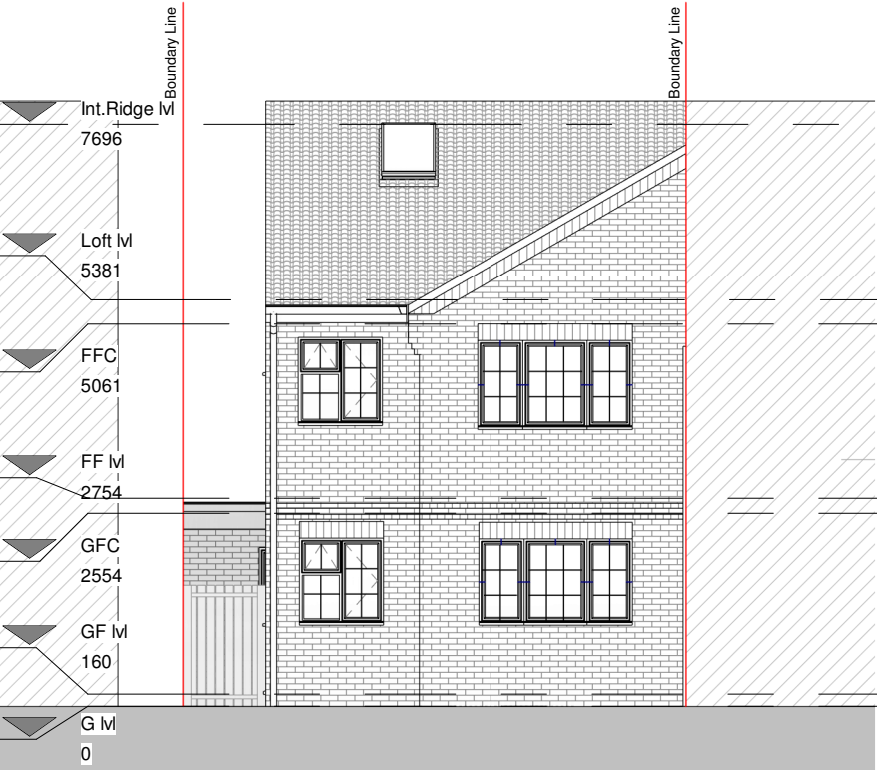 Boundary Line
Boundary Line
Int.Ridge lvl
7696
Loft lvl
5381
FFC
5061
FF lvl
2754
GFC
2554
GF lvl
160
G lvl
0